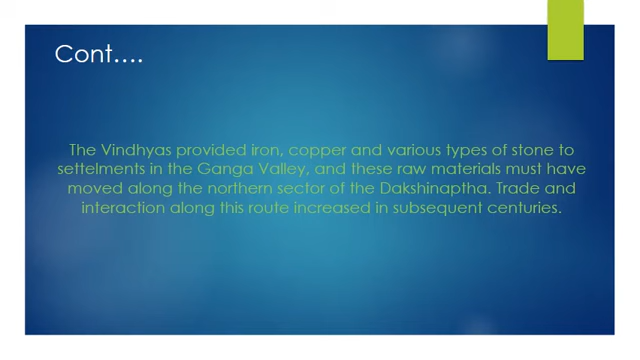 Cont....
The Vindhyas provided iron, copper and various types of stone to
settelments in the Ganga Valley, and these raw materials must have
moved along the northern sector of the Dakshinaptha. Trade and
interaction along this route increased in subsequent centuries.